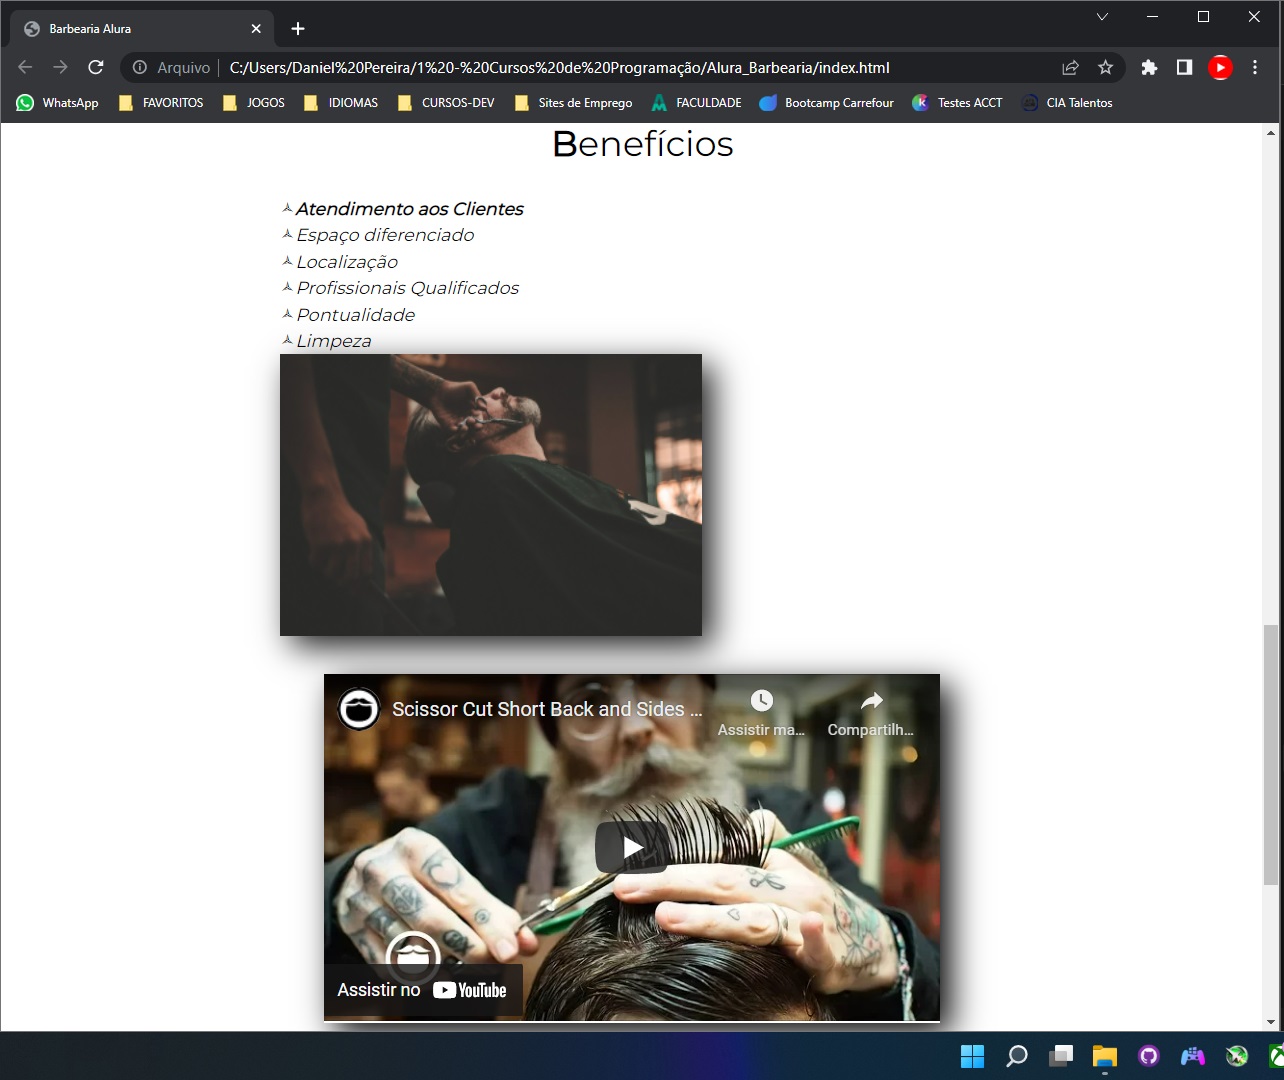 Barbearia Alura
Arquivo C:/Users/Daniel%20Pereira/1%20-%20Cursos%20de%20Programação/Alura_Barbearia/index.html
WhatsApp FAVORITOS JOGOS IDIOMAS CURSOS-DEV Sites de Emprego FACULDADE Bootcamp Carrefour Testes ACCT CIA Talentos
Benefícios
Atendimento aos Clientes
Espaço diferenciado
Localização
Profissionais Qualificados
Pontualidade
Limpeza
Scissor Cut Short Back and Sides ...
Assistir ma... Compartilh...
Assistir no YouTube